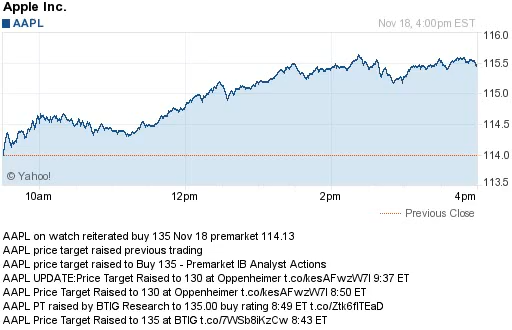 Apple Inc.
AAPL
Nov 18, 4:00pm EST
116.0
115.5
115.0
114.5
114.0
113.5
© Yahoo!
10am
12pm
2pm
4pm
Previous Close
AAPL on watch reiterated buy 135 Nov 18 premarket 114.13
AAPL price target raised previous trading
AAPL price target raised to Buy 135 - Premarket IB Analyst Actions
AAPL UPDATE:Price Target Raised to 130 at Oppenheimer t.co/kesAFwzW7l 9:37 ET
AAPL Price Target Raised to 130 at Oppenheimer t.co/kesAFwzW7l 8:50 ET
AAPL PT raised by BTIG Research to 135.00 buy rating 8:49 ET t.co/Ztk6fITEaD
AAPL Price Target Raised to 135 at BTIG t.co/7WSb8iKzCw 8:43 ET